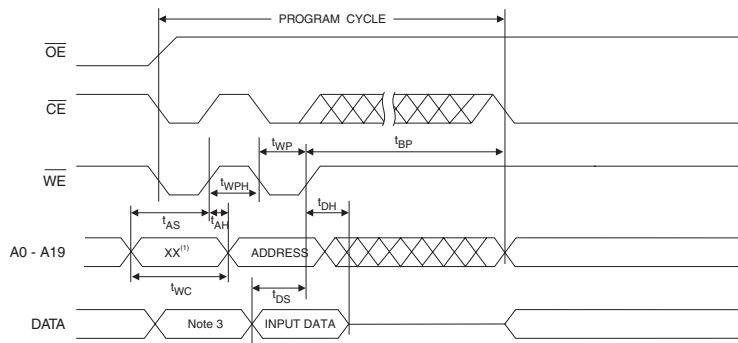 PROGRAM CYCLE
OE
CE
tWP
tBP
WE
tWPH
tDH
tAS
tAH
A0 - A19
XX(1)
ADDRESS
tWC
tDS
DATA
Note 3
INPUT DATA